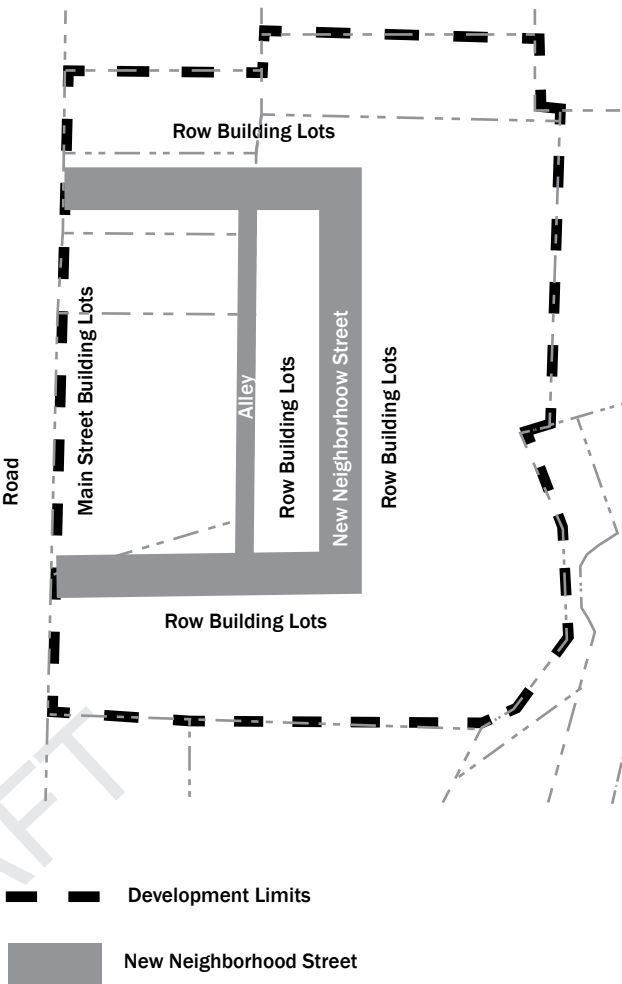 Row Building Lots
Main Street Building Lots
Alley
Row Building Lots
New Neighborhoow Street
Row Building Lots
Road
Row Building Lots
AFT
Development Limits
New Neighborhood Street